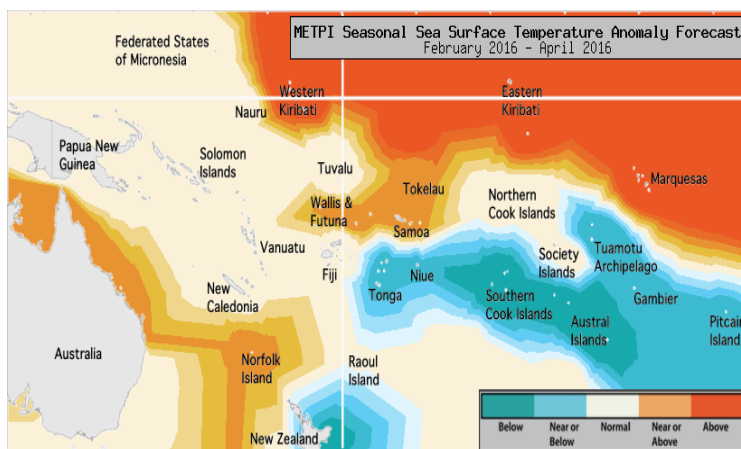 METPI Seasonal Sea Surface Temperature Anomaly Forecast
February 2016 - April 2016
Federated States
of Micronesia
Western
Kiribati
Eastern
Kiribati
Nauru
Papua New
Guinea
Solomon
Islands
Tuvalu
Tokelau
Marquesas
Wallis &
Futuna
Northern
Cook Islands
Samoa
Vanuatu
Fiji
Society
Islands
Tuamotu
Archipelago
Tonga
Niue
New
Caledonia
Southern
Cook Islands
Gambier
Austral
Islands
Pitcairn
Island
Australia
Norfolk
Island
Raoul
Island
New Zealand
Below
Near or
Below
Normal
Near or
Above
Above